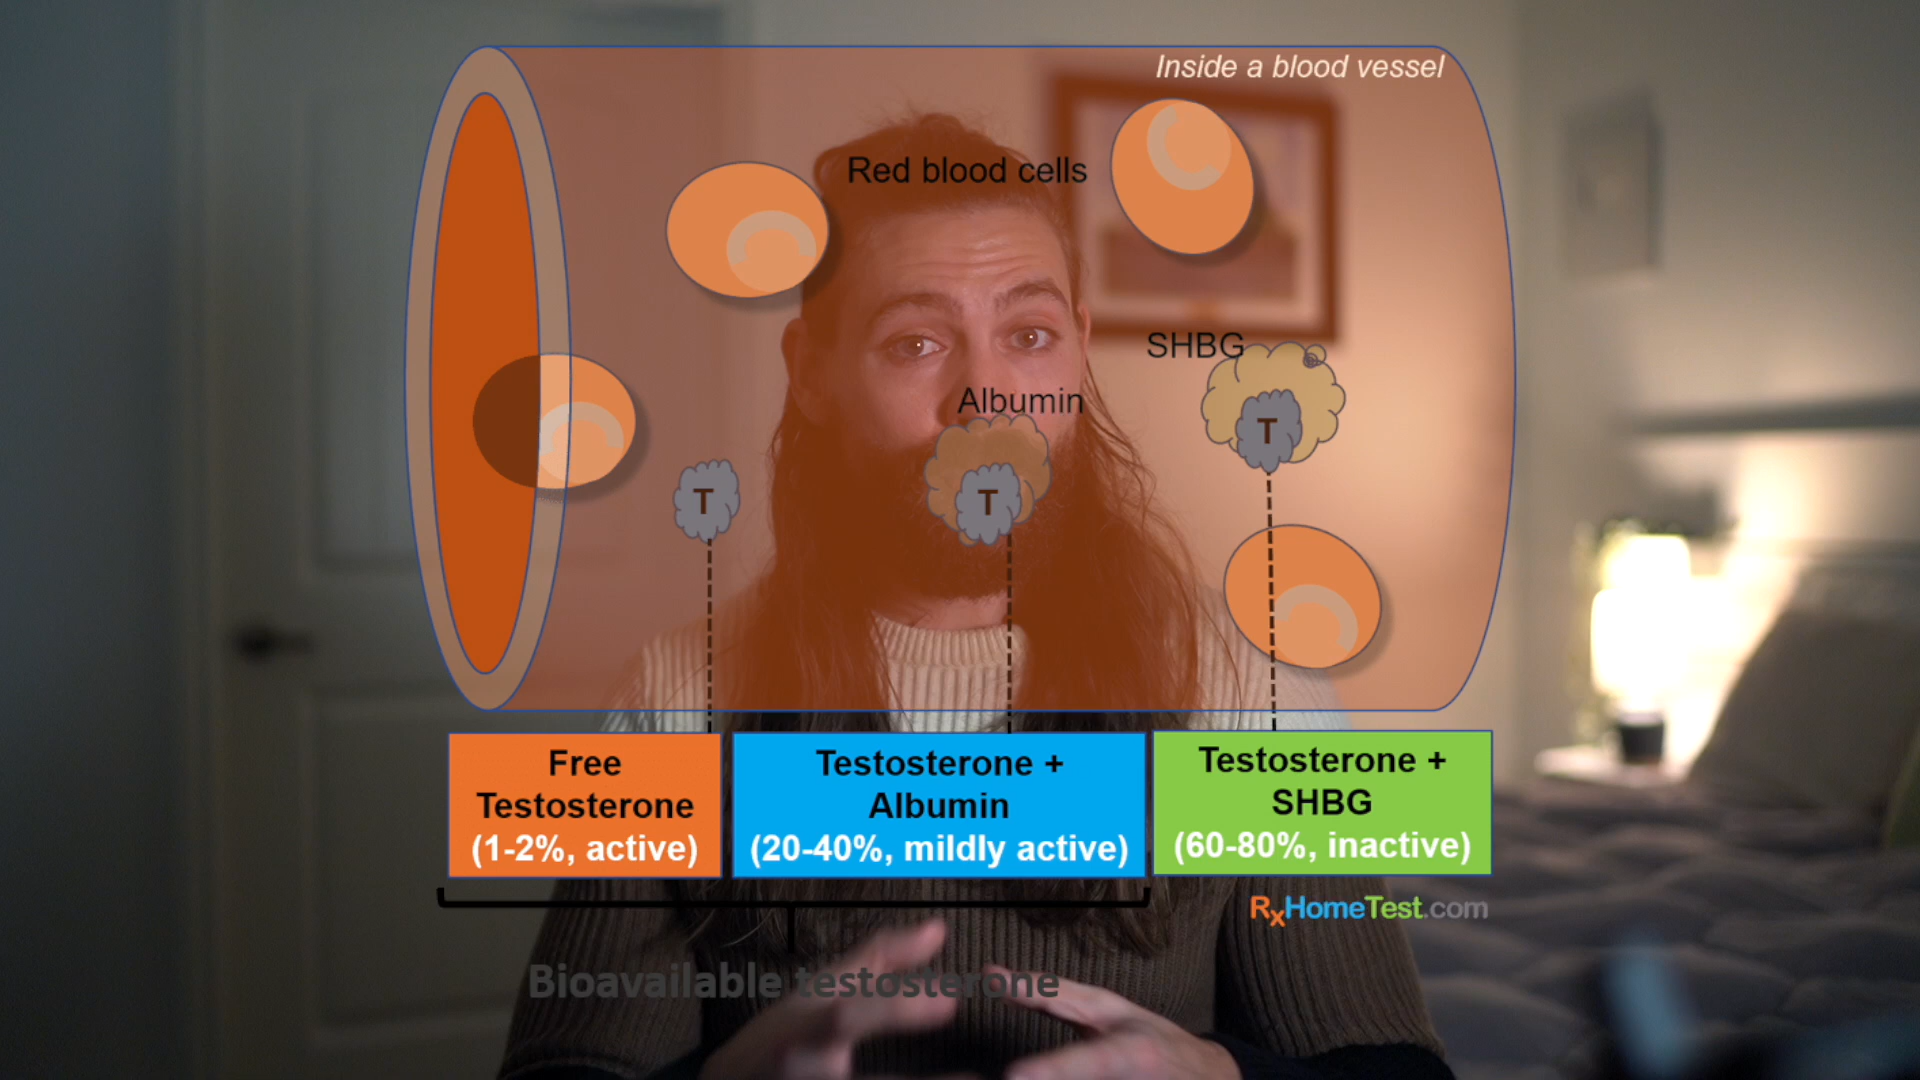 Inside a blood vessel
Red blood cells
SHBG
Albumin
T
T
T
Free
Testosterone
(1-2%, active)
Testosterone +
Albumin
(20-40%, mildly active)
Testosterone +
SHBG
(60-80%, inactive)
RxHomeTest.com
Bioavailable testosterone